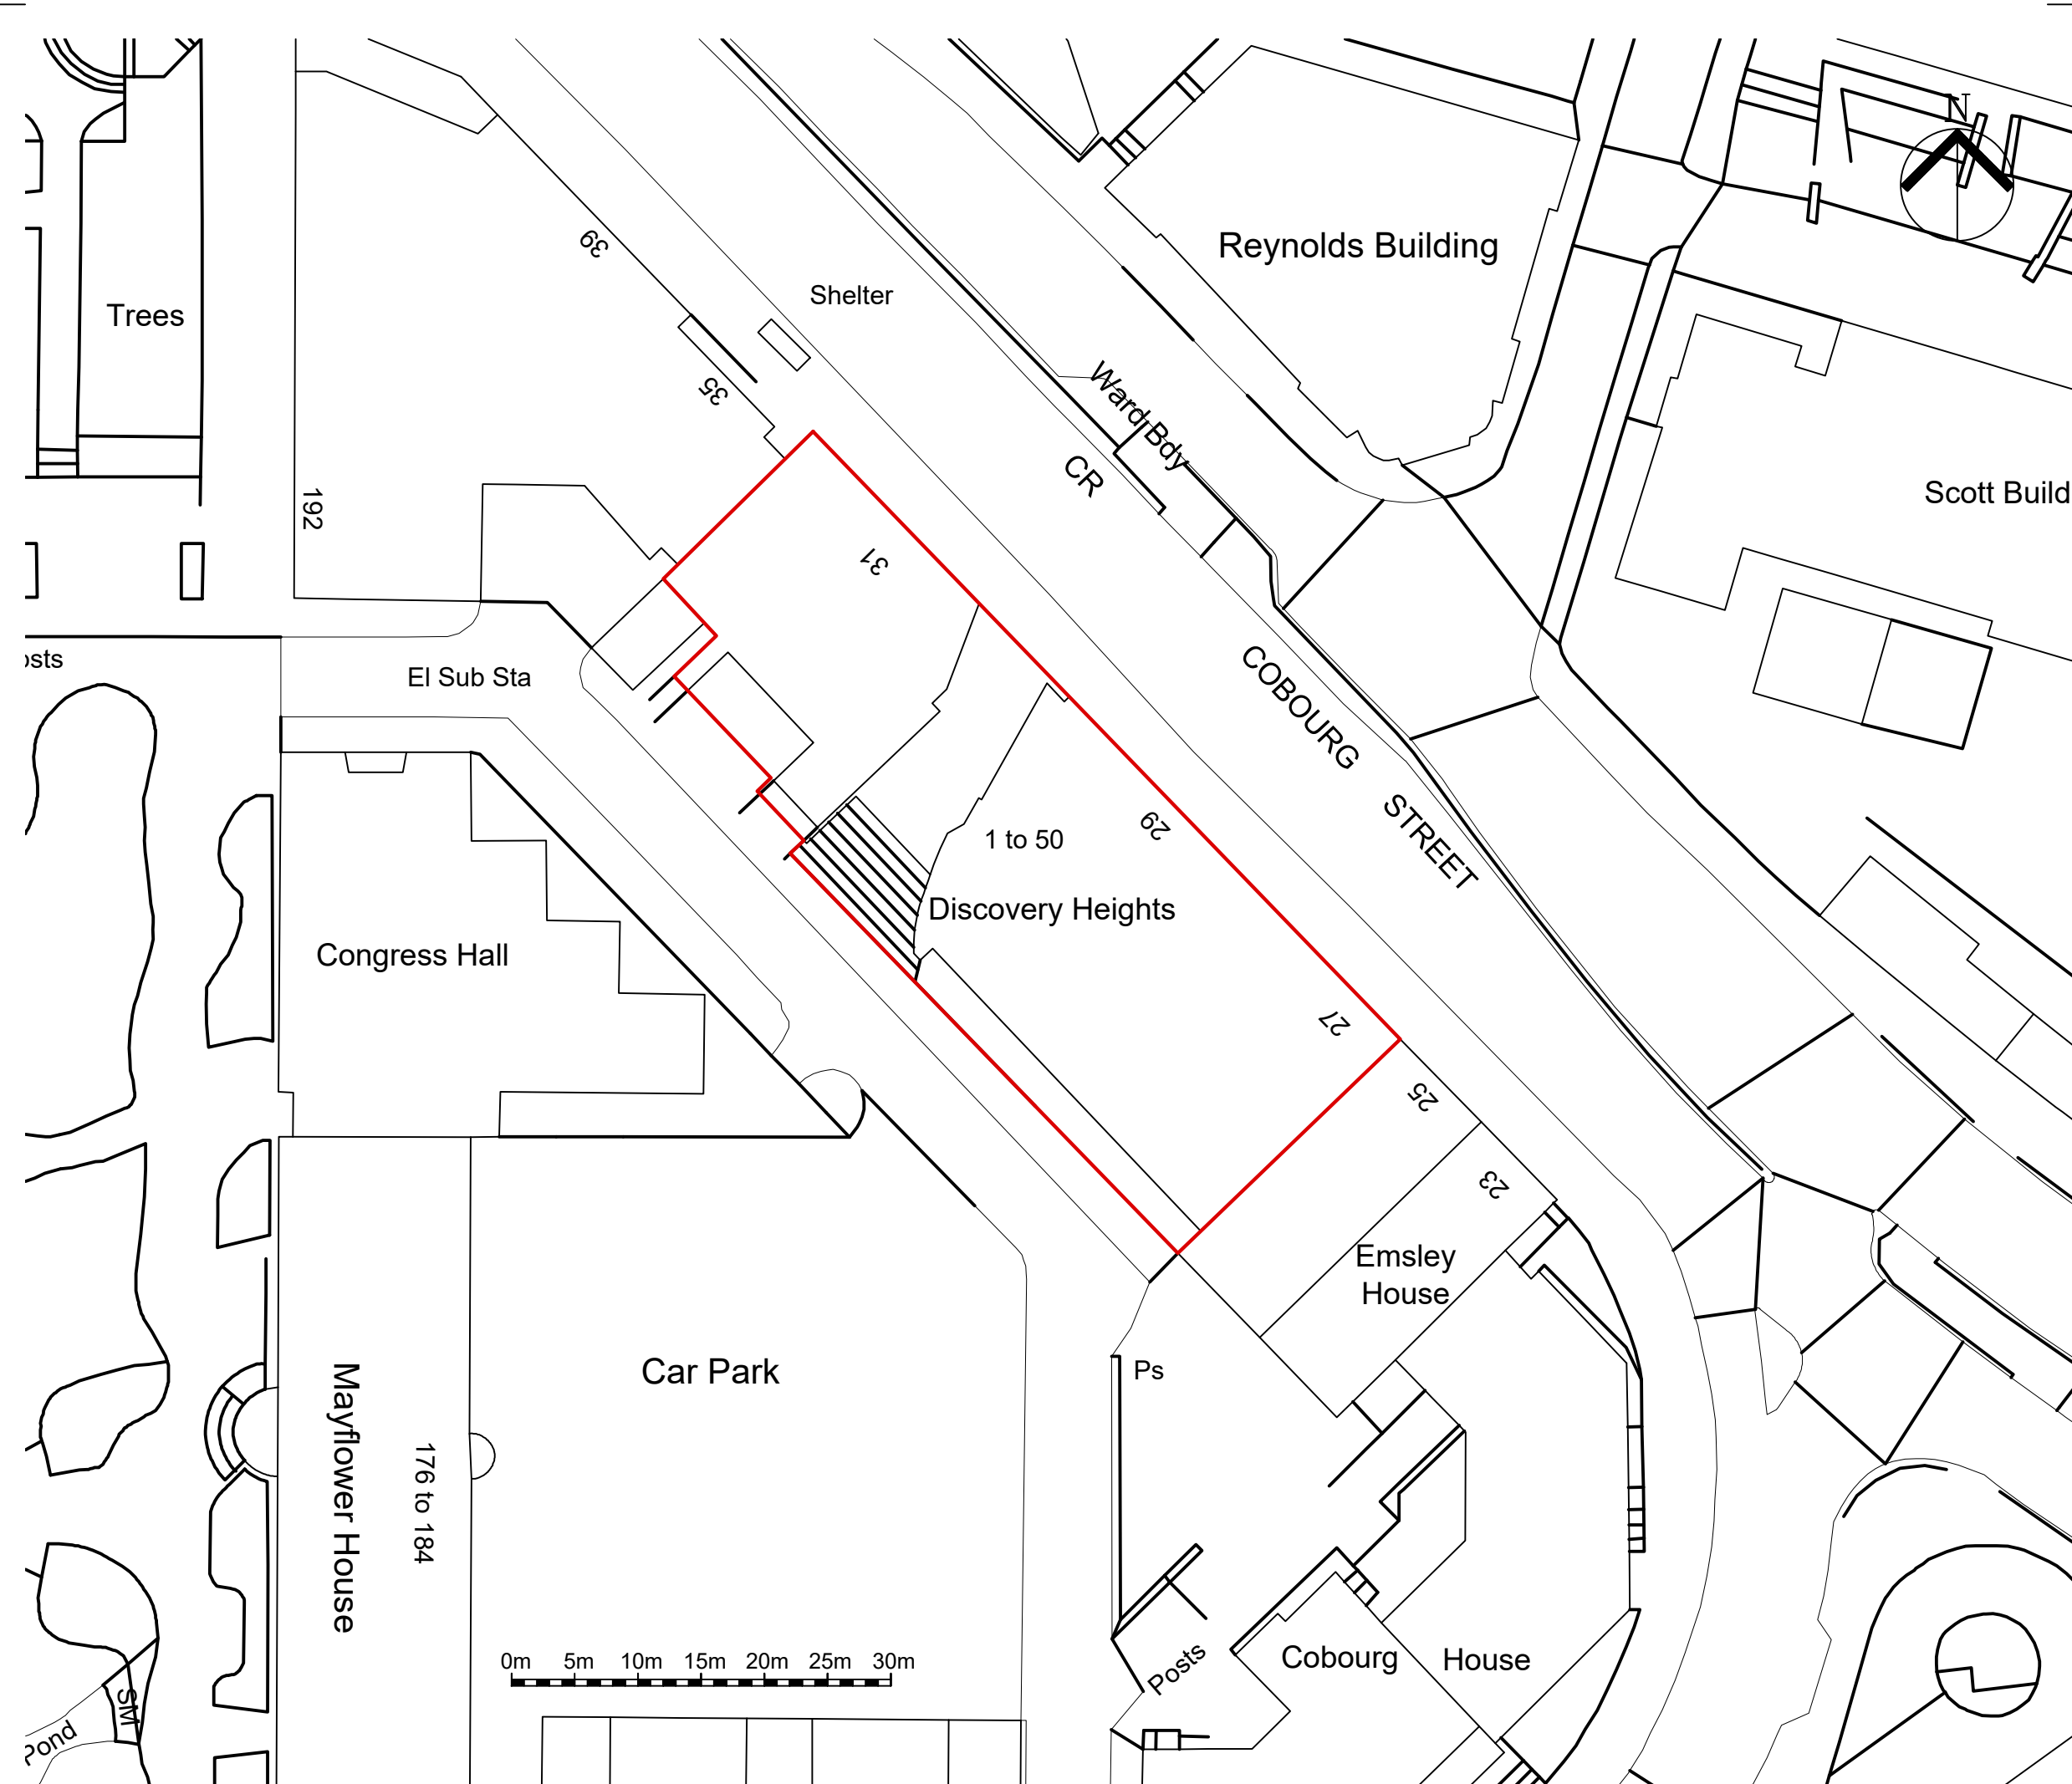 N
Reynolds Building
39
Shelter
Trees
35
Ward Bdy
CR
192
Scott Build
31
osts
El Sub Sta
COBOURG
STREET
29
1 to 50
Discovery Heights
Congress Hall
27
25
23
Emsley
House
Car Park
Ps
Mayflower House
176 to 184
0m 5m 10m 15m 20m 25m 30m
Posts
Cobourg House
SM
Pond